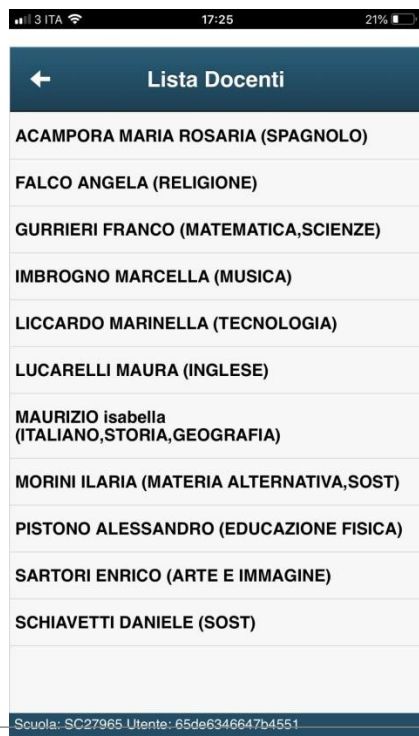 3 ITA 17:25 21%
Lista Docenti
ACAMPORA MARIA ROSARIA (SPAGNOLO)
FALCO ANGELA (RELIGIONE)
GURRIERI FRANCO (MATEMATICA,SCIENZE)
IMBROGNO MARCELLA (MUSICA)
LICCARDO MARINELLA (TECNOLOGIA)
LUCARELLI MAURA (INGLESE)
MAURIZIO isabella
(ITALIANO,STORIA,GEOGRAFIA)
MORINI ILARIA (MATERIA ALTERNATIVA,SOST)
PISTONO ALESSANDRO (EDUCAZIONE FISICA)
SARTORI ENRICO (ARTE E IMMAGINE)
SCHIAVETTI DANIELE (SOST)
Scuola: SC27965 Utente: 65de6346647b4551